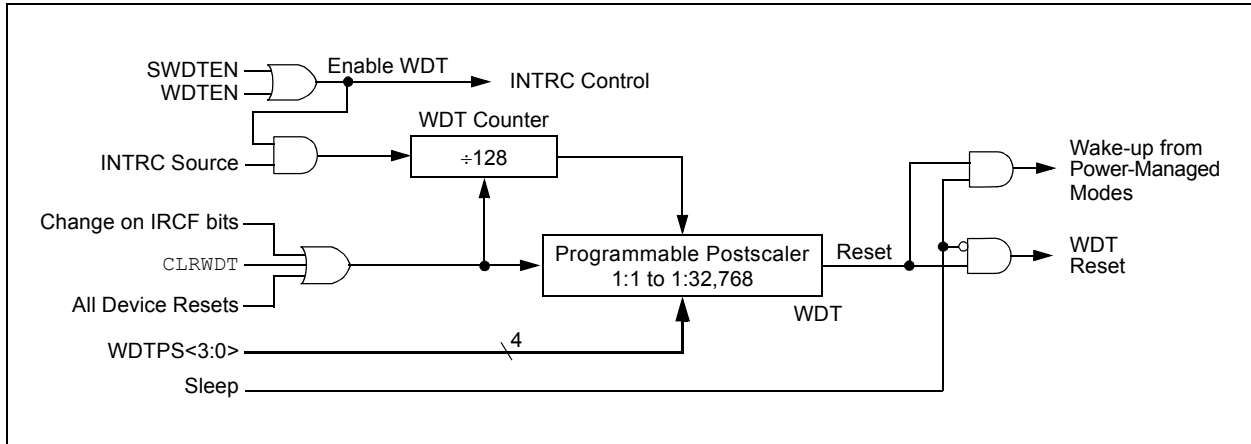 SWDTEN
WDTEN
Enable WDT
INTRC Control
WDT Counter
INTRC Source
÷128
Wake-up from
Power-Managed
Modes
Change on IRCF bits
CLRWDT
All Device Resets
Programmable Postscaler
1:1 to 1:32,768
Reset
WDT
Reset
WDT
WDTPS<3:0>
4
Sleep